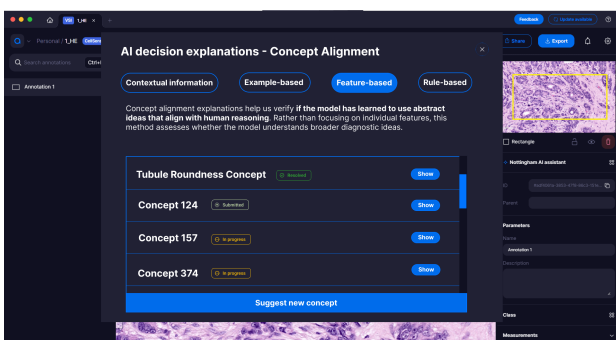 1_HE ×
+
Feedback
Update available
Personal / 1_HE
Share
Export
Search annotations
Annotation 1
AI decision explanations - Concept Alignment
×
Contextual information
Example-based
Feature-based
Rule-based
Concept alignment explanations help us verify if the model has learned to use abstract
ideas that align with human reasoning. Rather than focusing on individual features, this
method assesses whether the model understands broader diagnostic ideas.
Tubule Roundness Concept
Resolved
Show
Concept 124
Submitted
Show
Concept 157
In progress
Show
Concept 374
In progress
Show
Suggest new concept
Rectangle
Nottingham AI assistant
ID
Parent
Parameters
Name
Annotation 1
Description
Class
Measurements